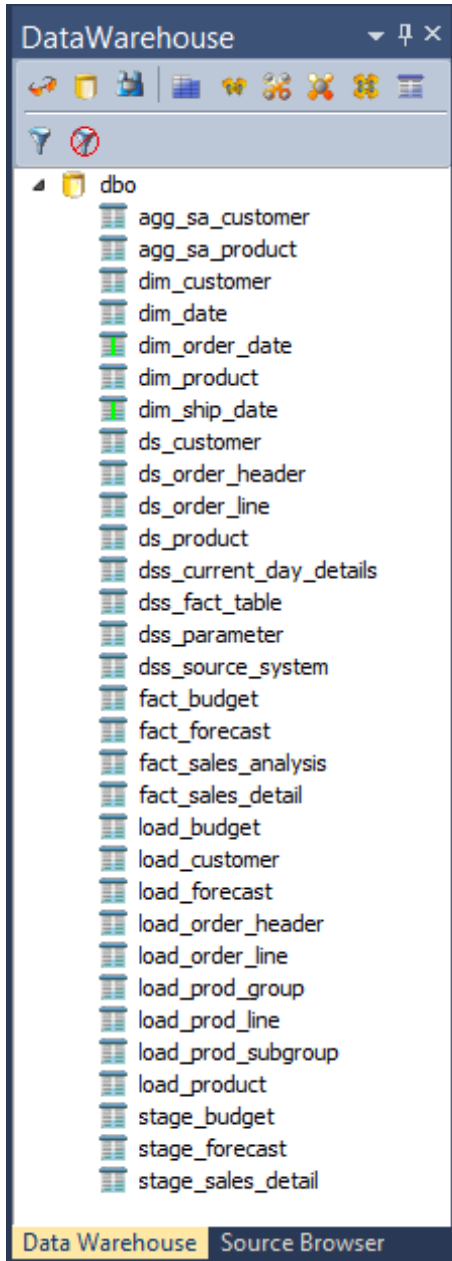 DataWarehouse
dbo
agg_sa_customer
agg_sa_product
dim_customer
dim_date
dim_order_date
dim_product
dim_ship_date
ds_customer
ds_order_header
ds_order_line
ds_product
dss_current_day_details
dss_fact_table
dss_parameter
dss_source_system
fact_budget
fact_forecast
fact_sales_analysis
fact_sales_detail
load_budget
load_customer
load_forecast
load_order_header
load_order_line
load_prod_group
load_prod_line
load_prod_subgroup
load_product
stage_budget
stage_forecast
stage_sales_detail
Data Warehouse Source Browser